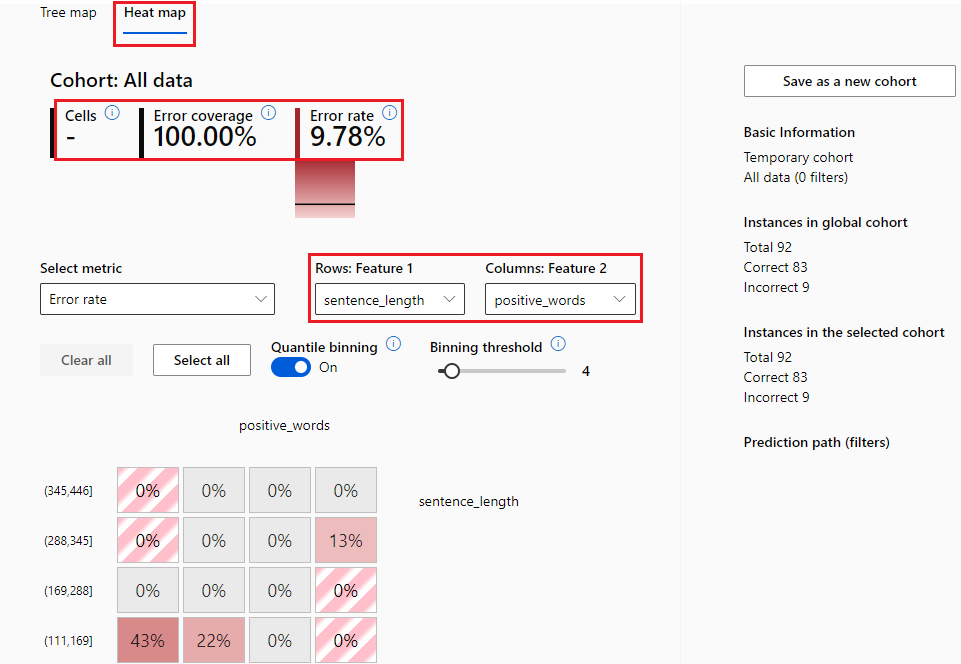 Tree map Heat map
Cohort: All data
Cells Error coverage Error rate
- 100.00% 9.78%
Select metric Rows: Feature 1 Columns: Feature 2
Error rate sentence_length positive_words
Clear all Select all Quantile binning On Binning threshold 4
positive_words
(345,446] 0% 0% 0% 0%
sentence_length
(288,345] 0% 0% 0% 13%
(169,288] 0% 0% 0% 0%
(111,169] 43% 22% 0% 0%
Save as a new cohort
Basic Information
Temporary cohort
All data (0 filters)
Instances in global cohort
Total 92
Correct 83
Incorrect 9
Instances in the selected cohort
Total 92
Correct 83
Incorrect 9
Prediction path (filters)